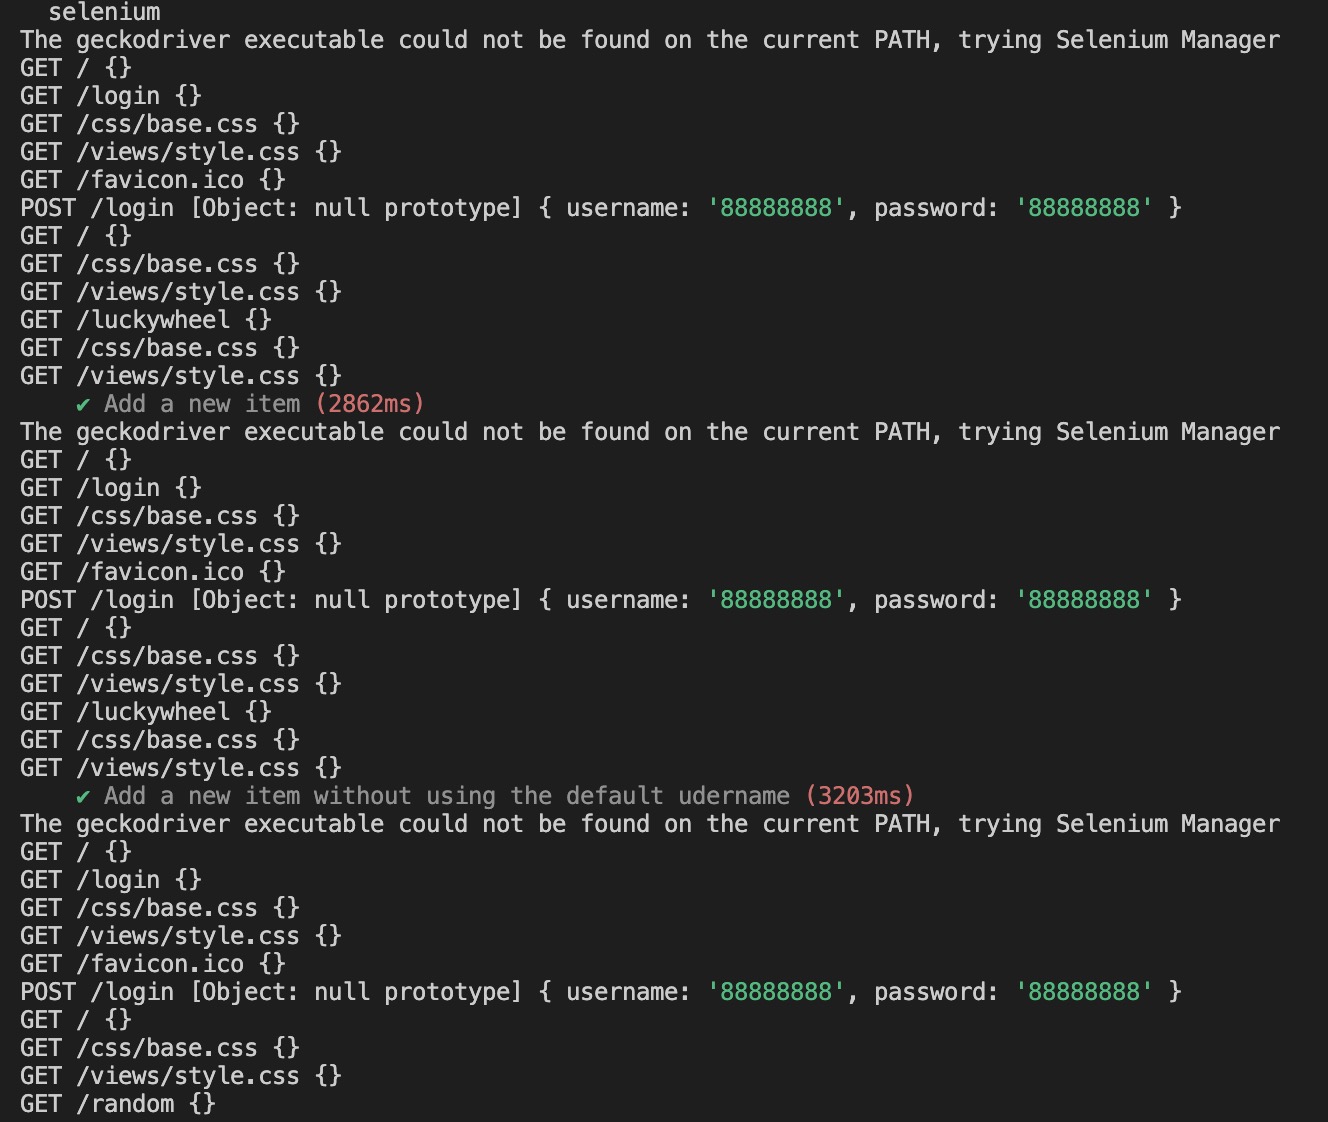 selenium
The geckodriver executable could not be found on the current PATH, trying Selenium Manager
GET / {}
GET /login {}
GET /css/base.css {}
GET /views/style.css {}
GET /favicon.ico {}
POST /login [Object: null prototype] { username: '88888888', password: '88888888' }
GET / {}
GET /css/base.css {}
GET /views/style.css {}
GET /luckywheel {}
GET /css/base.css {}
GET /views/style.css {}
✔ Add a new item (2862ms)
The geckodriver executable could not be found on the current PATH, trying Selenium Manager
GET / {}
GET /login {}
GET /css/base.css {}
GET /views/style.css {}
GET /favicon.ico {}
POST /login [Object: null prototype] { username: '88888888', password: '88888888' }
GET / {}
GET /css/base.css {}
GET /views/style.css {}
GET /luckywheel {}
GET /css/base.css {}
GET /views/style.css {}
✔ Add a new item without using the default udername (3203ms)
The geckodriver executable could not be found on the current PATH, trying Selenium Manager
GET / {}
GET /login {}
GET /css/base.css {}
GET /views/style.css {}
GET /favicon.ico {}
POST /login [Object: null prototype] { username: '88888888', password: '88888888' }
GET / {}
GET /css/base.css {}
GET /views/style.css {}
GET /random {}